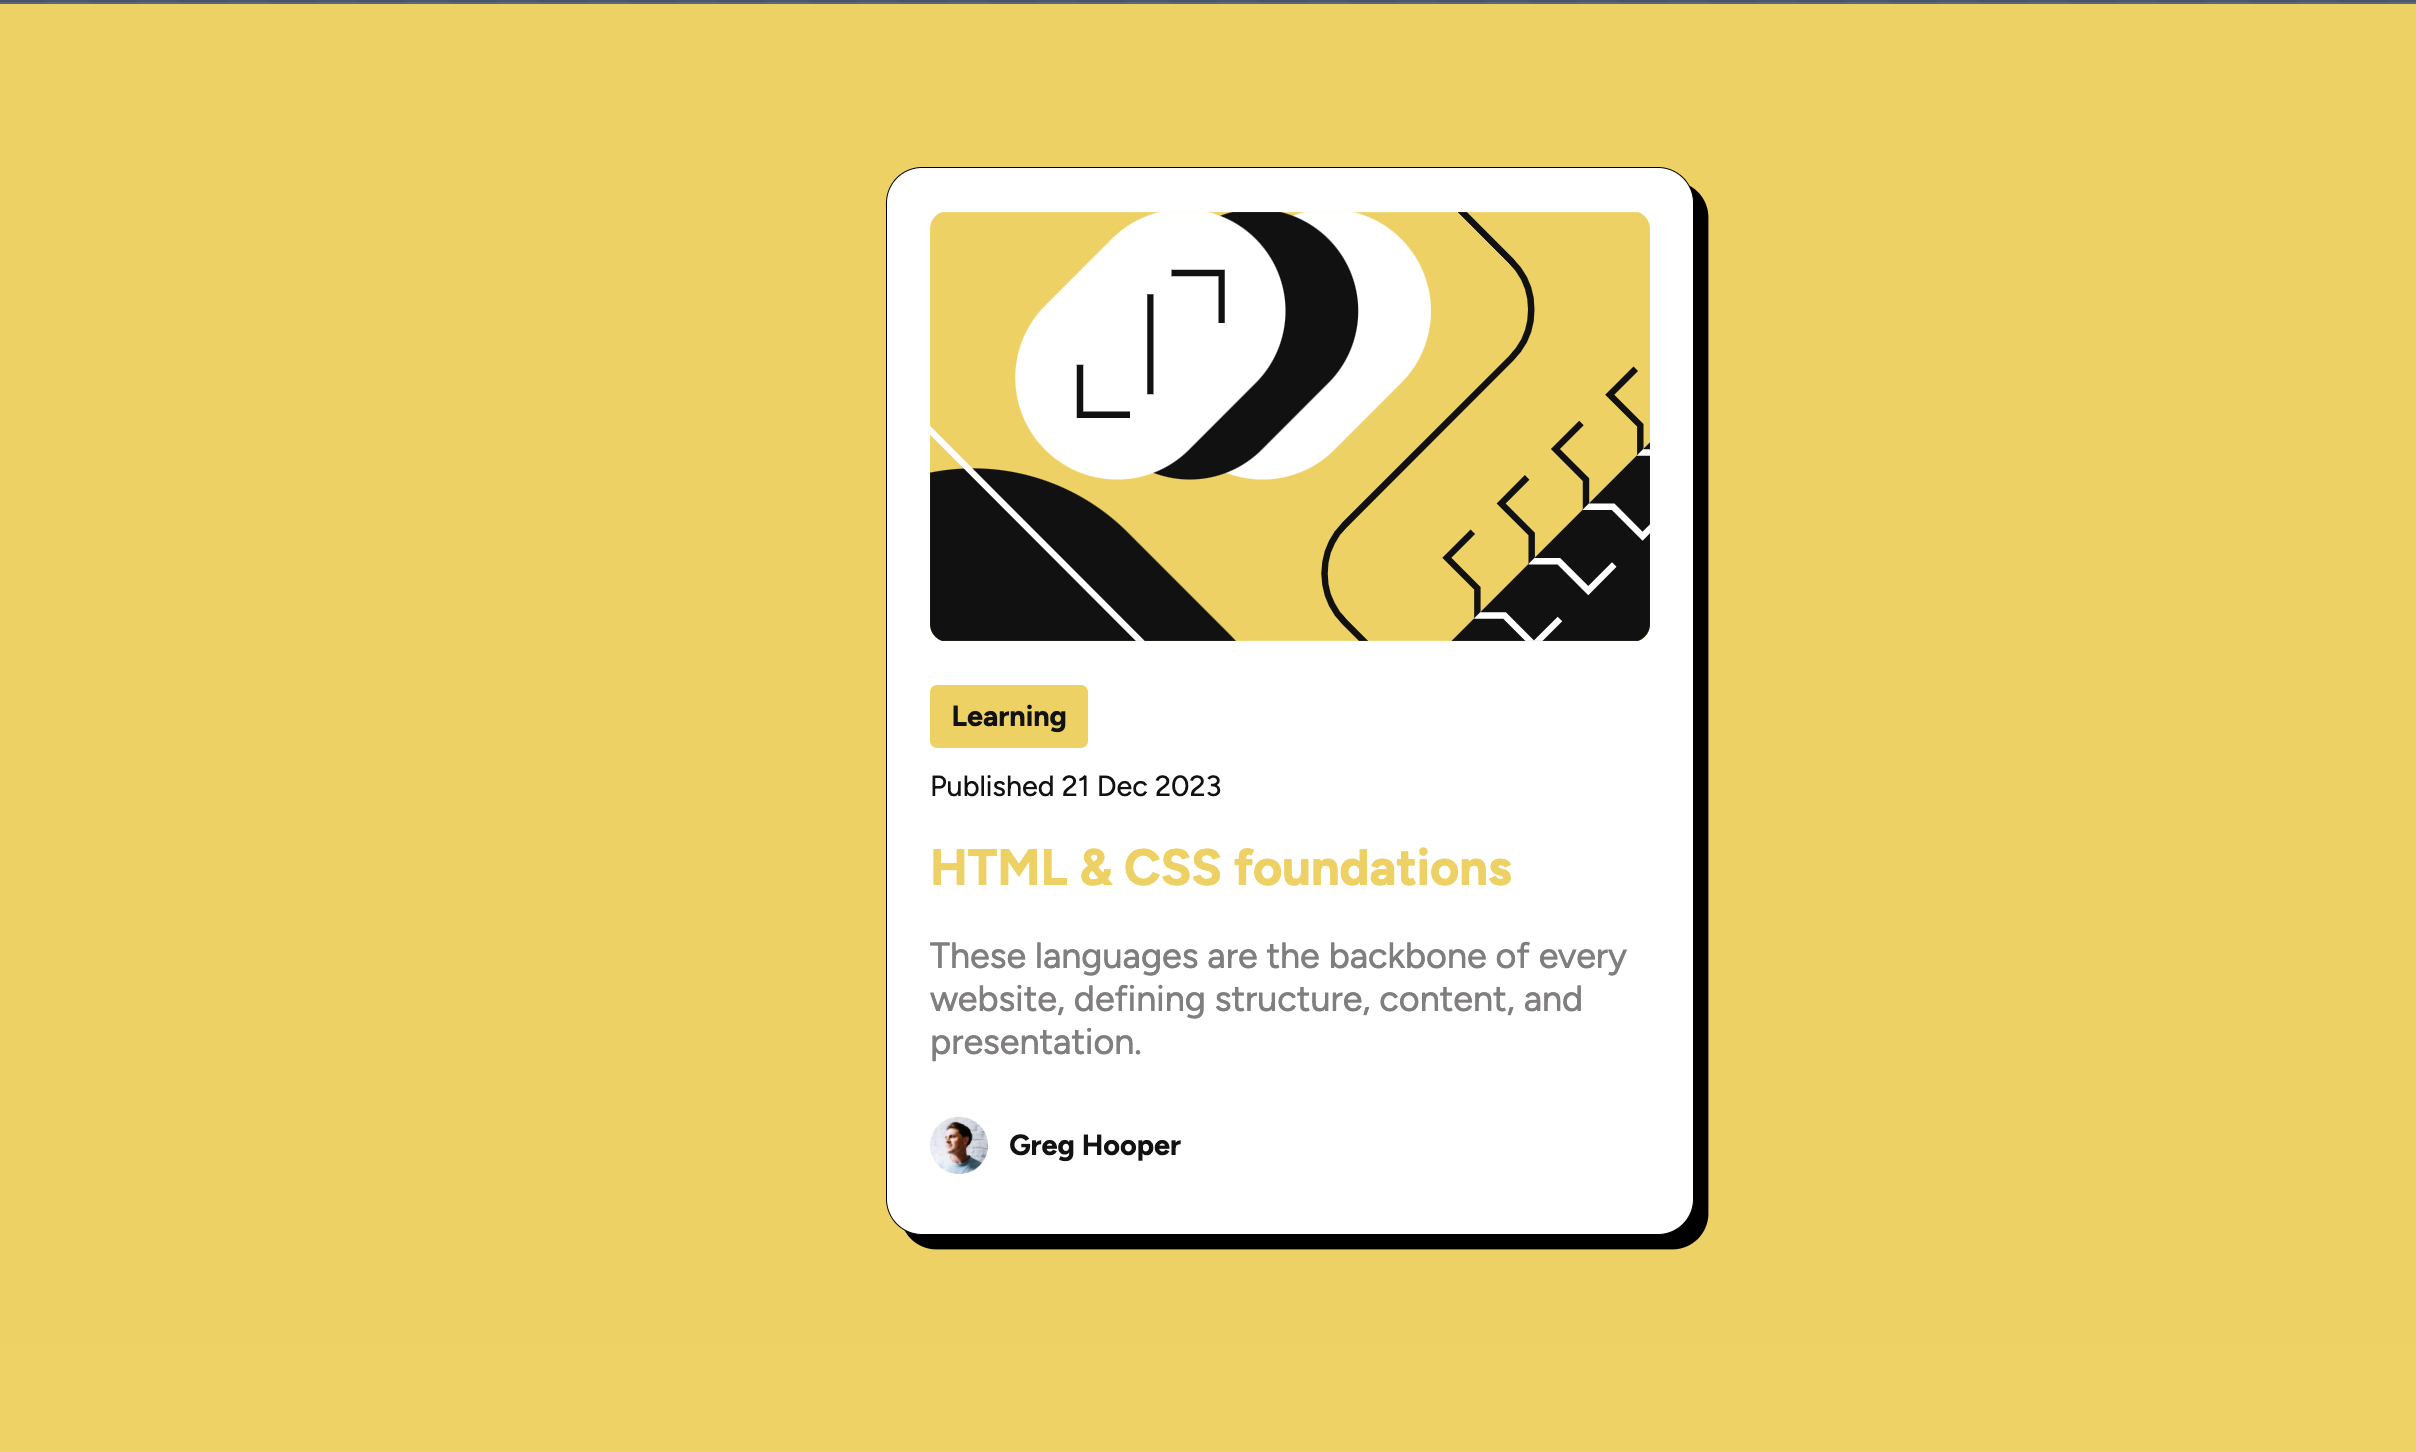 Learning
Published 21 Dec 2023
HTML & CSS foundations
These languages are the backbone of every
website, defining structure, content, and
presentation.
Greg Hooper